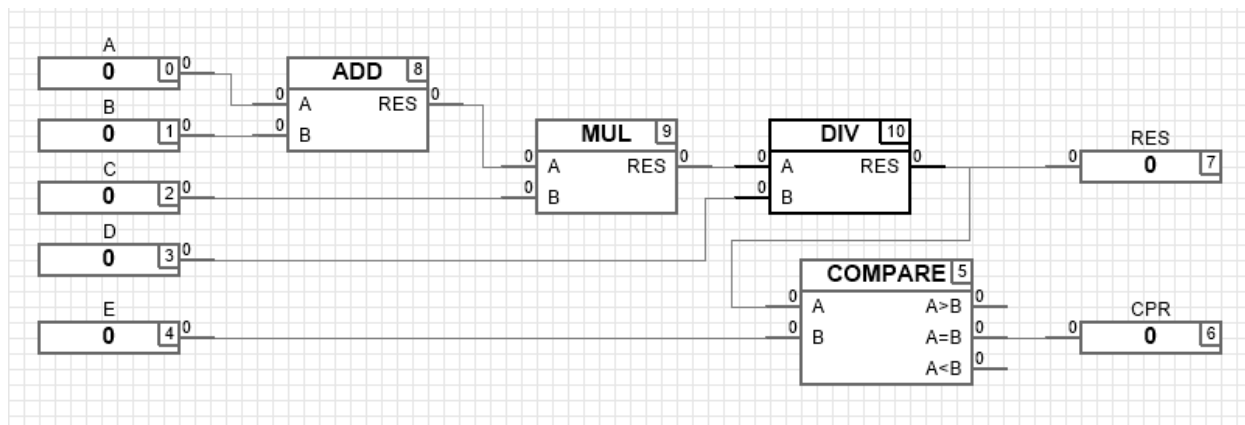 A
0 0 0
ADD 8
0 A RES 0
0 B
B
0 1 0
MUL 9
0 A RES 0
0 B
DIV 10
0 A RES 0
0 B
RES
0 0 7
C
0 2 0
D
0 3 0
COMPARE 5
0 A A>B 0
0 B A=B 0
A<B 0
E
0 4 0
CPR
0 0 6